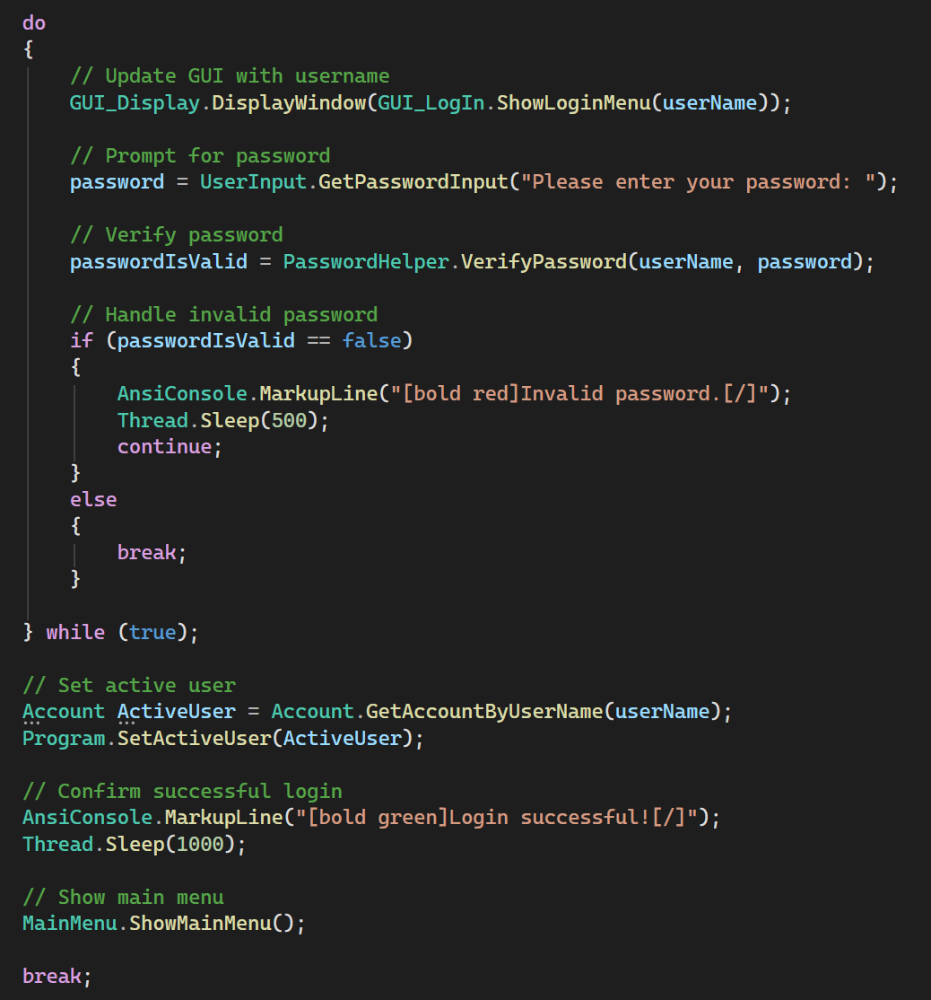 do
{
    // Update GUI with username
    GUI_Display.DisplayWindow(GUI_LogIn.ShowLoginMenu(userName));

    // Prompt for password
    password = UserInput.GetPasswordInput("Please enter your password: ");

    // Verify password
    passwordIsValid = PasswordHelper.VerifyPassword(userName, password);

    // Handle invalid password
    if (passwordIsValid == false)
    {
        AnsiConsole.MarkupLine("[bold red]Invalid password.[/]");
        Thread.Sleep(500);
        continue;
    }
    else
    {
        break;
    }

} while (true);

// Set active user
Account ActiveUser = Account.GetAccountByUserName(userName);
Program.SetActiveUser(ActiveUser);

// Confirm successful login
AnsiConsole.MarkupLine("[bold green]Login successful![/]");
Thread.Sleep(1000);

// Show main menu
MainMenu.ShowMainMenu();

break;